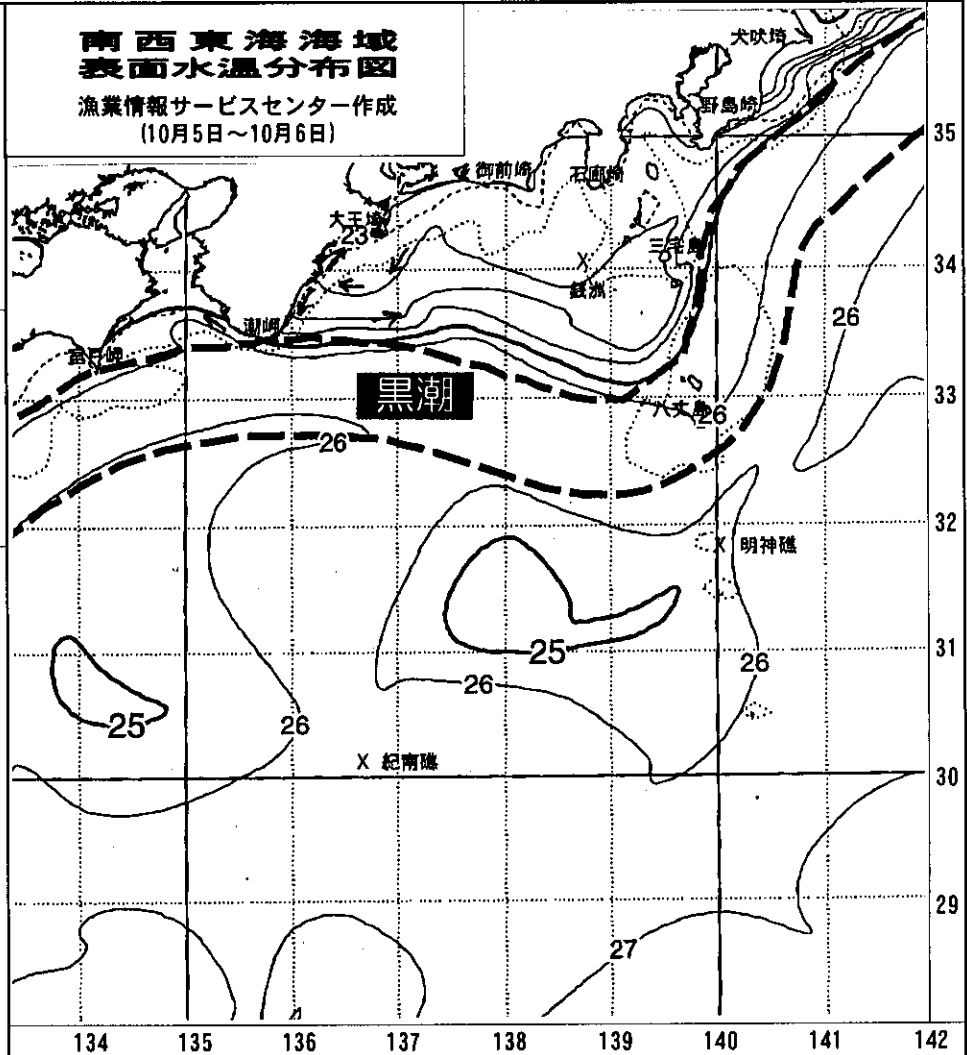 南西東海海域
表面水温分布図
漁業情報サービスセンター作成
(10月5日～10月6日)
犬吠埼
野島崎
35
御前崎
石廊崎
大王埼
23
三宅島
34
銭洲
26
潮岬
室戸岬
33
黒潮
八丈島
26
26
32
X 明神礁
31
25
26
26
25
26
X 紀南礁
30
29
27
134 135 136 137 138 139 140 141 142